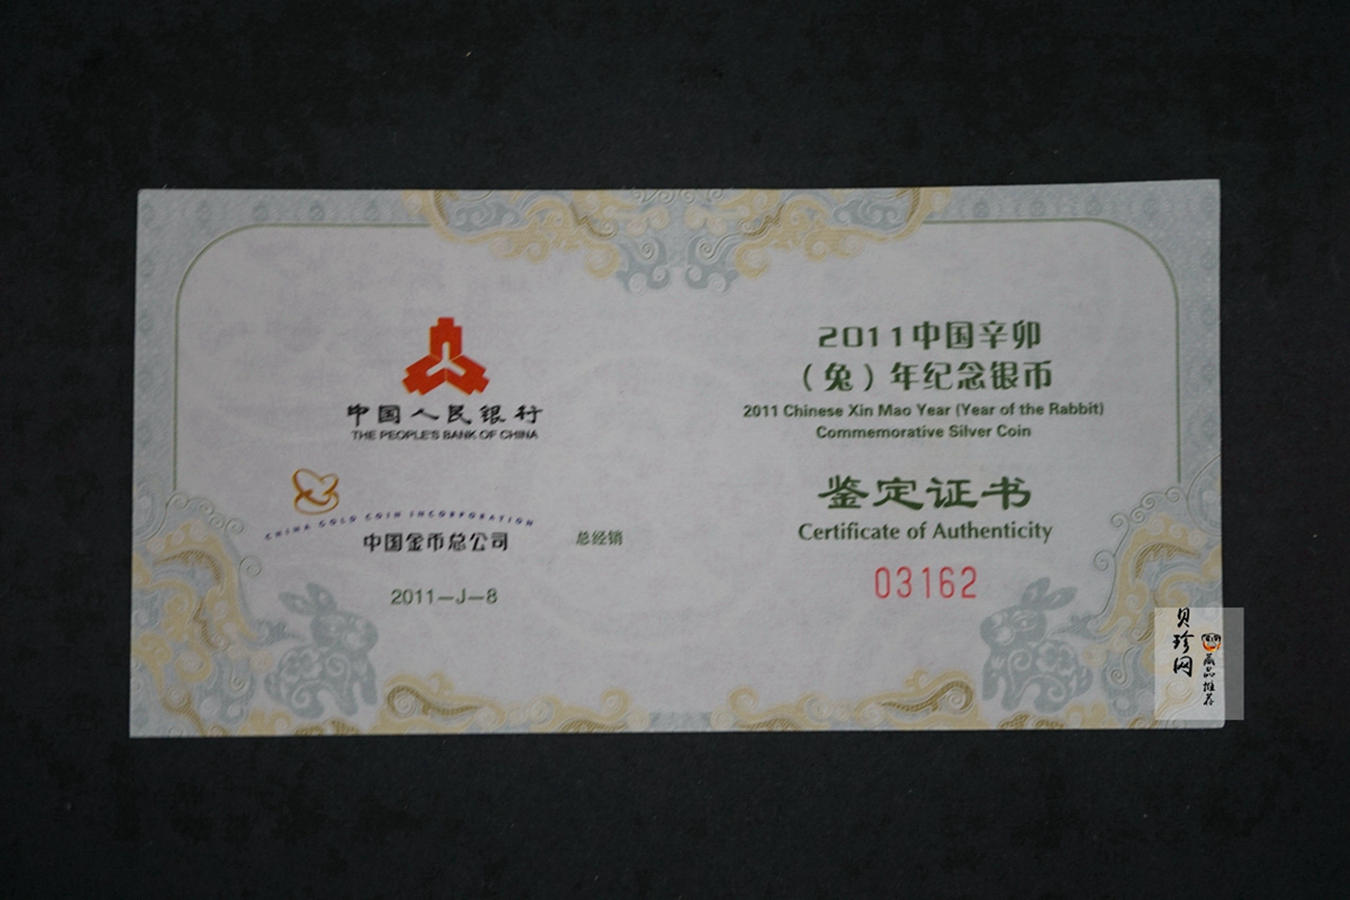 中国人民银行
THE PEOPLE'S BANK OF CHINA
CHINA GOLD COIN INCORPORATION
中国金币总公司
总经销
2011—J—8
2011中国辛卯
（兔）年纪念银币
2011 Chinese Xin Mao Year (Year of the Rabbit)
Commemorative Silver Coin
鉴定证书
Certificate of Authenticity
03162
贝珍网
藏品推荐